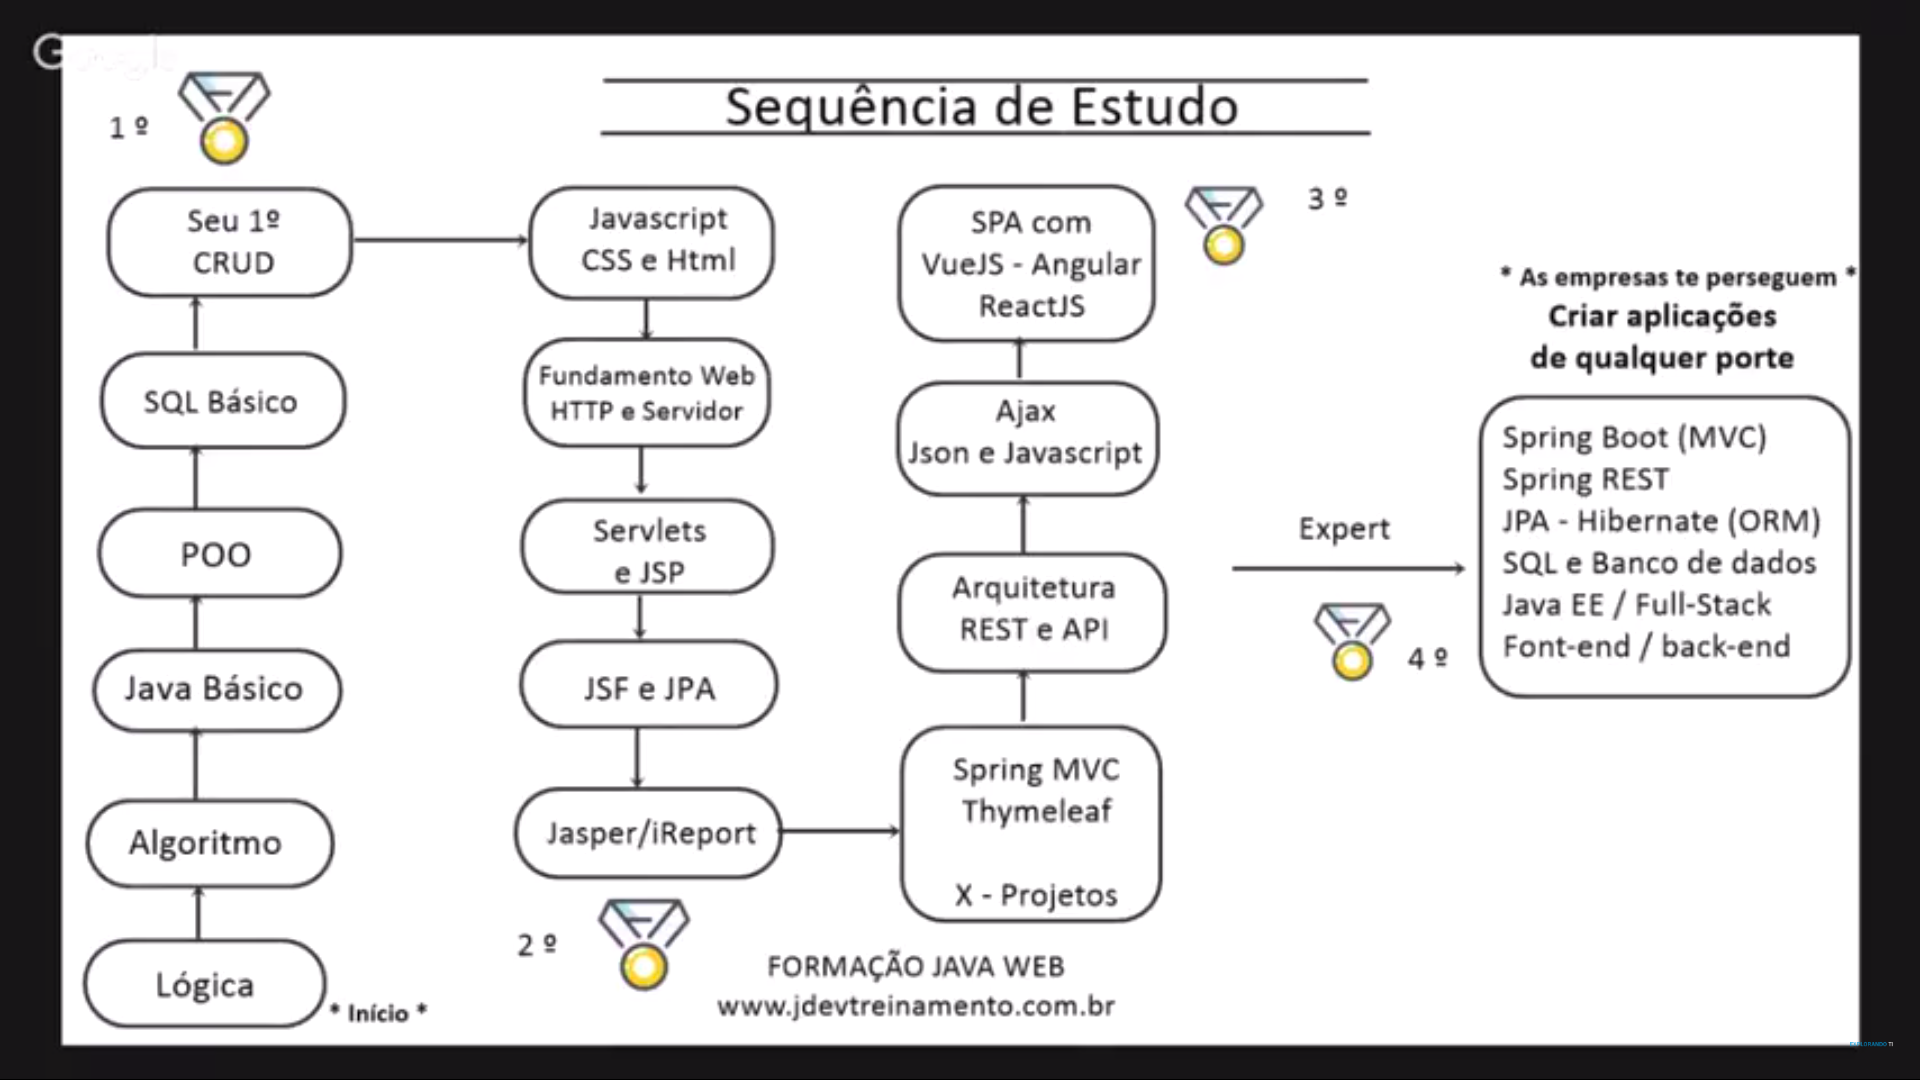 Google
Sequência de Estudo
1 º
Seu 1º
CRUD
SQL Básico
POO
Java Básico
Algoritmo
Lógica
* Início *
Javascript
CSS e Html
Fundamento Web
HTTP e Servidor
Servlets
e JSP
JSF e JPA
Jasper/iReport
2 º
SPA com
VueJS - Angular
ReactJS
3 º
Ajax
Json e Javascript
Arquitetura
REST e API
Spring MVC
Thymeleaf
X - Projetos
FORMAÇÃO JAVA WEB
www.jdevtreinamento.com.br
Expert
4 º
* As empresas te perseguem *
Criar aplicações
de qualquer porte
Spring Boot (MVC)
Spring REST
JPA - Hibernate (ORM)
SQL e Banco de dados
Java EE / Full-Stack
Font-end / back-end